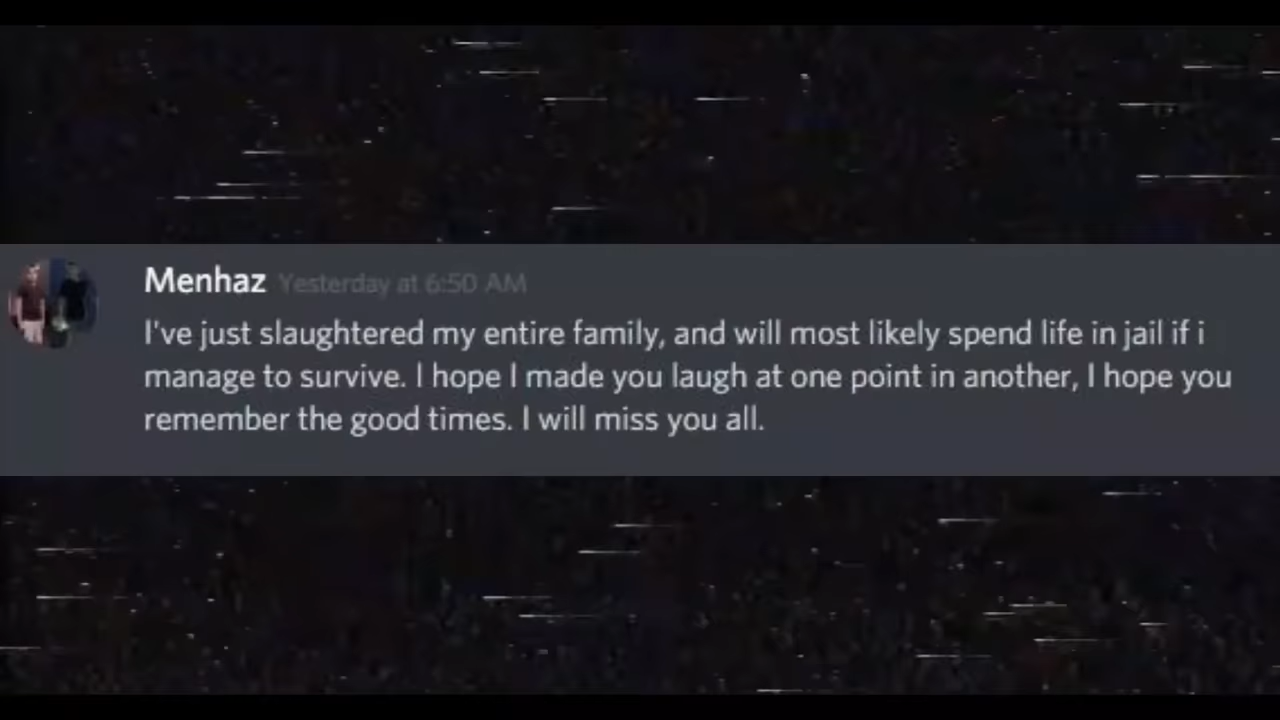 Menhaz Yesterday at 6:50 AM
I've just slaughtered my entire family, and will most likely spend life in jail if i
manage to survive. I hope I made you laugh at one point in another, I hope you
remember the good times. I will miss you all.